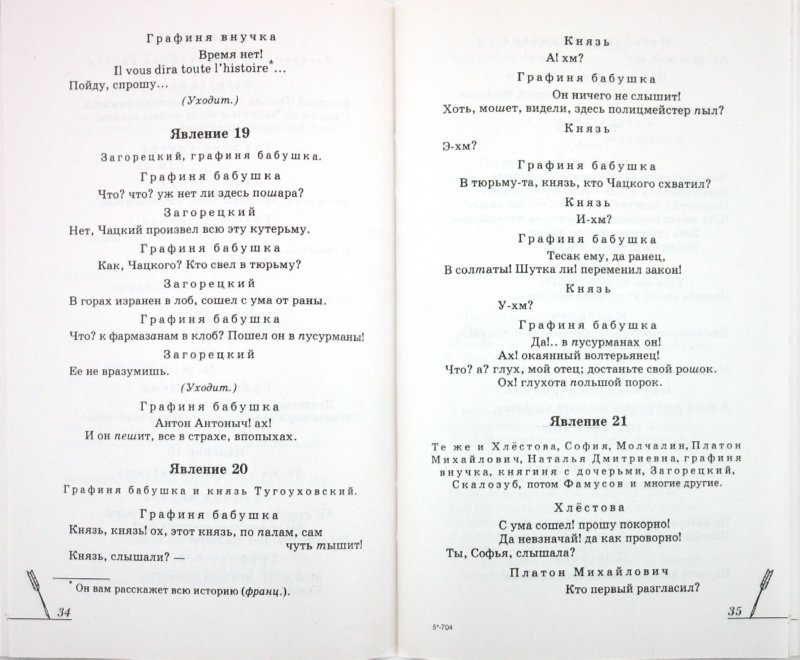 Графиня внучка
Время нет!
Il vous dira toute l'histoire*...
Пойду, спрошу...
(Уходит.)
Явление 19
Загорецкий, графиня бабушка.
Графиня бабушка
Что? что? уж нет ли здесь пошара?
Загорецкий
Нет, Чацкий произвел всю эту кутерьму.
Графиня бабушка
Как, Чацкого? Кто свел в тюрьму?
Загорецкий
В горах изранен в лоб, сошел с ума от раны.
Графиня бабушка
Что? к фармазонам в клоб? Пошел он в пусурманы!
Загорецкий
Ее не вразумишь.
(Уходит.)
Графиня бабушка
Антон Антоныч! ах!
И он пешит, все в страхе, впопыхах.
Явление 20
Графиня бабушка и князь Тугоуховский.
Графиня бабушка
Князь, князь! ох, этот князь, по палам, сам
чуть тышит!
Князь, слышали? —
* Он вам расскажет всю историю (франц.).
34
Князь
А! хм?
Графиня бабушка
Он ничего не слышит!
Хоть, мошет, видели, здесь полицмейстер пыл?
Князь
Э-хм?
Графиня бабушка
В тюрьму-та, князь, кто Чацкого схватил?
Князь
И-хм?
Графиня бабушка
Тесак ему, да ранец,
В солтаты! Шутка ли! переменил закон!
Князь
У-хм?
Графиня бабушка
Да!.. в пусурманах он!
Ах! окаянный волтерьянец!
Что? а? глух, мой отец; достаньте свой рошок.
Ох! глухота польшой порок.
Явление 21
Те же и Хлёстова, София, Молчалин, Платон
Михайлович, Наталья Дмитриевна, графиня
внучка, княгиня с дочерьми, Загорецкий,
Скалозуб, потом Фамусов и многие другие.
Хлёстова
С ума сошел! прошу покорно!
Да невзначай! да как проворно!
Ты, Софья, слышала?
Платон Михайлович
Кто первый разгласил?
5*-704
35